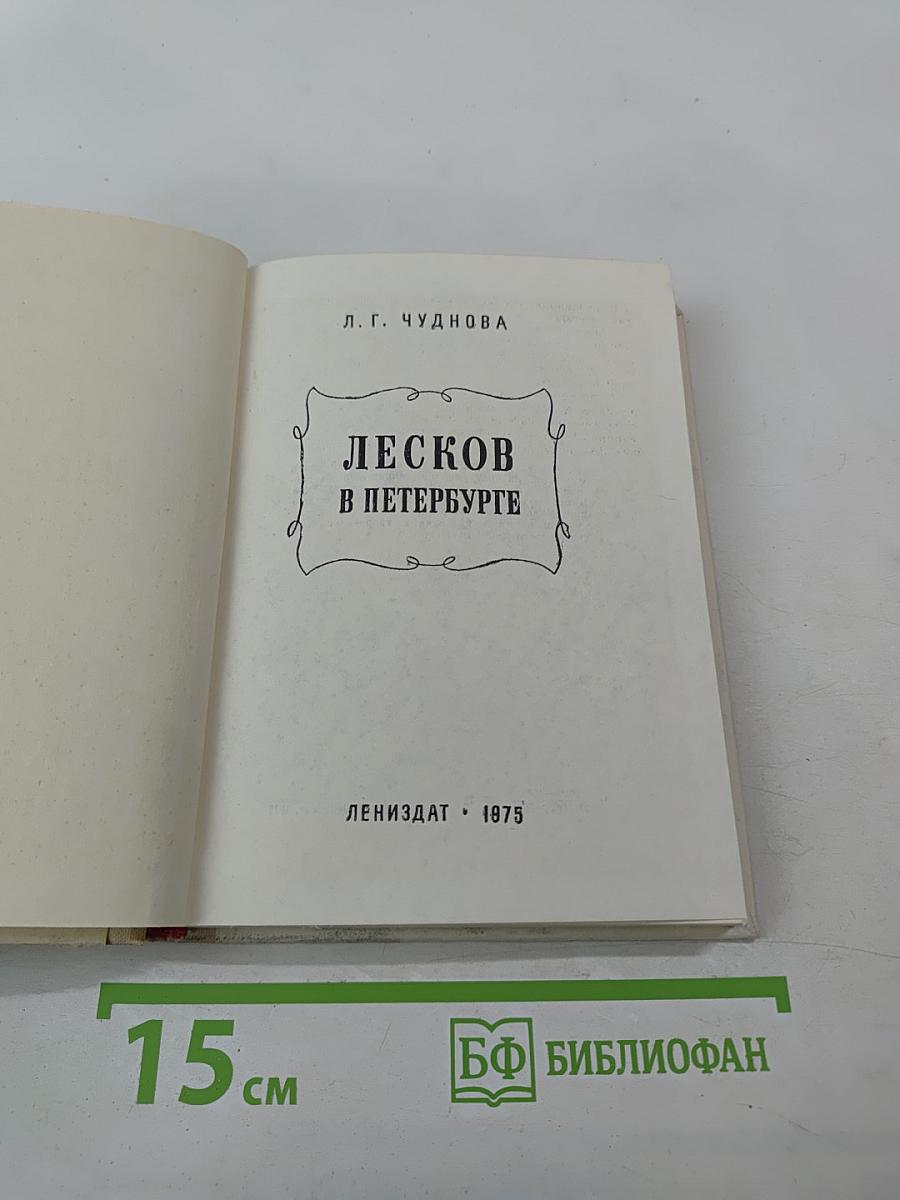 Л. Г. ЧУДНОВА
ЛЕСКОВ
В ПЕТЕРБУРГЕ
ЛЕНИЗДАТ • 1975
15 см
БФ БИБЛИОФАН